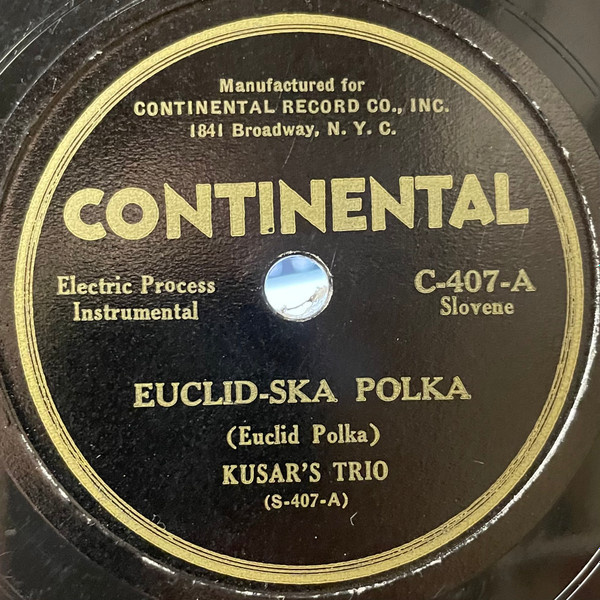 Manufactured for
CONTINENTAL RECORD CO., INC.
1841 Broadway, N. Y. C.
CONTINENTAL
Electric Process
Instrumental
C-407-A
Slovene
EUCLID-SKA POLKA
(Euclid Polka)
KUSAR'S TRIO
(S-407-A)